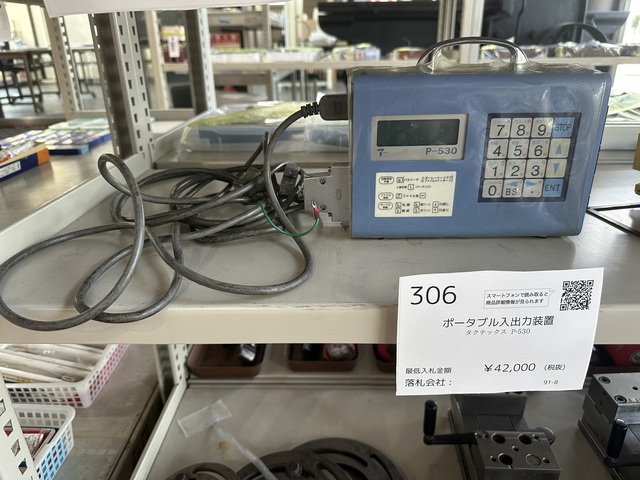 P-530
7 8 9 STOP
4 5 6 ▲
1 2 3 ▼
0 BS ENT
306
スマートフォンで読み取ると
商品詳細情報が見られます
ポータブル入出力装置
タクテックス P-530
最低入札金額 ￥42,000 (税抜)
落札会社：
91-8